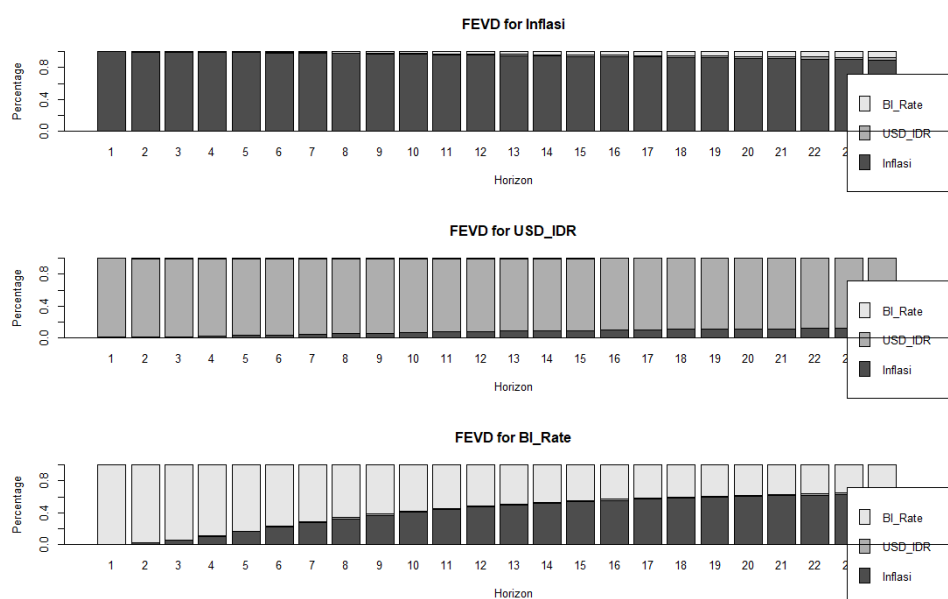 FEVD for Inflasi
Percentage
0.0 0.4 0.8
1 2 3 4 5 6 7 8 9 10 11 12 13 14 15 16 17 18 19 20 21 22 2
Horizon
BI_Rate
USD_IDR
Inflasi
FEVD for USD_IDR
Percentage
0.0 0.4 0.8
1 2 3 4 5 6 7 8 9 10 11 12 13 14 15 16 17 18 19 20 21 22 2
Horizon
BI_Rate
USD_IDR
Inflasi
FEVD for BI_Rate
Percentage
0.0 0.4 0.8
1 2 3 4 5 6 7 8 9 10 11 12 13 14 15 16 17 18 19 20 21 22 2
Horizon
BI_Rate
USD_IDR
Inflasi